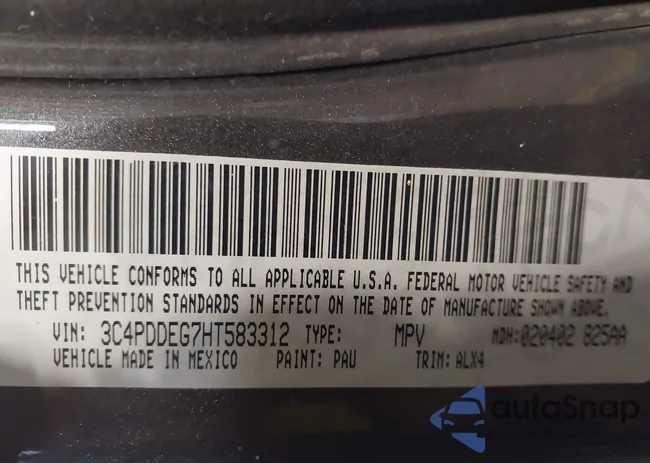 THIS VEHICLE CONFORMS TO ALL APPLICABLE U.S.A. FEDERAL MOTOR VEHICLE SAFETY AND
THEFT PREVENTION STANDARDS IN EFFECT ON THE DATE OF MANUFACTURE SHOWN ABOVE.
VIN: 3C4PDDEG7HT583312 TYPE: MPV MDH:020402 825AA
VEHICLE MADE IN MEXICO PAINT: PAU TRIM: ALX4
autoSnap